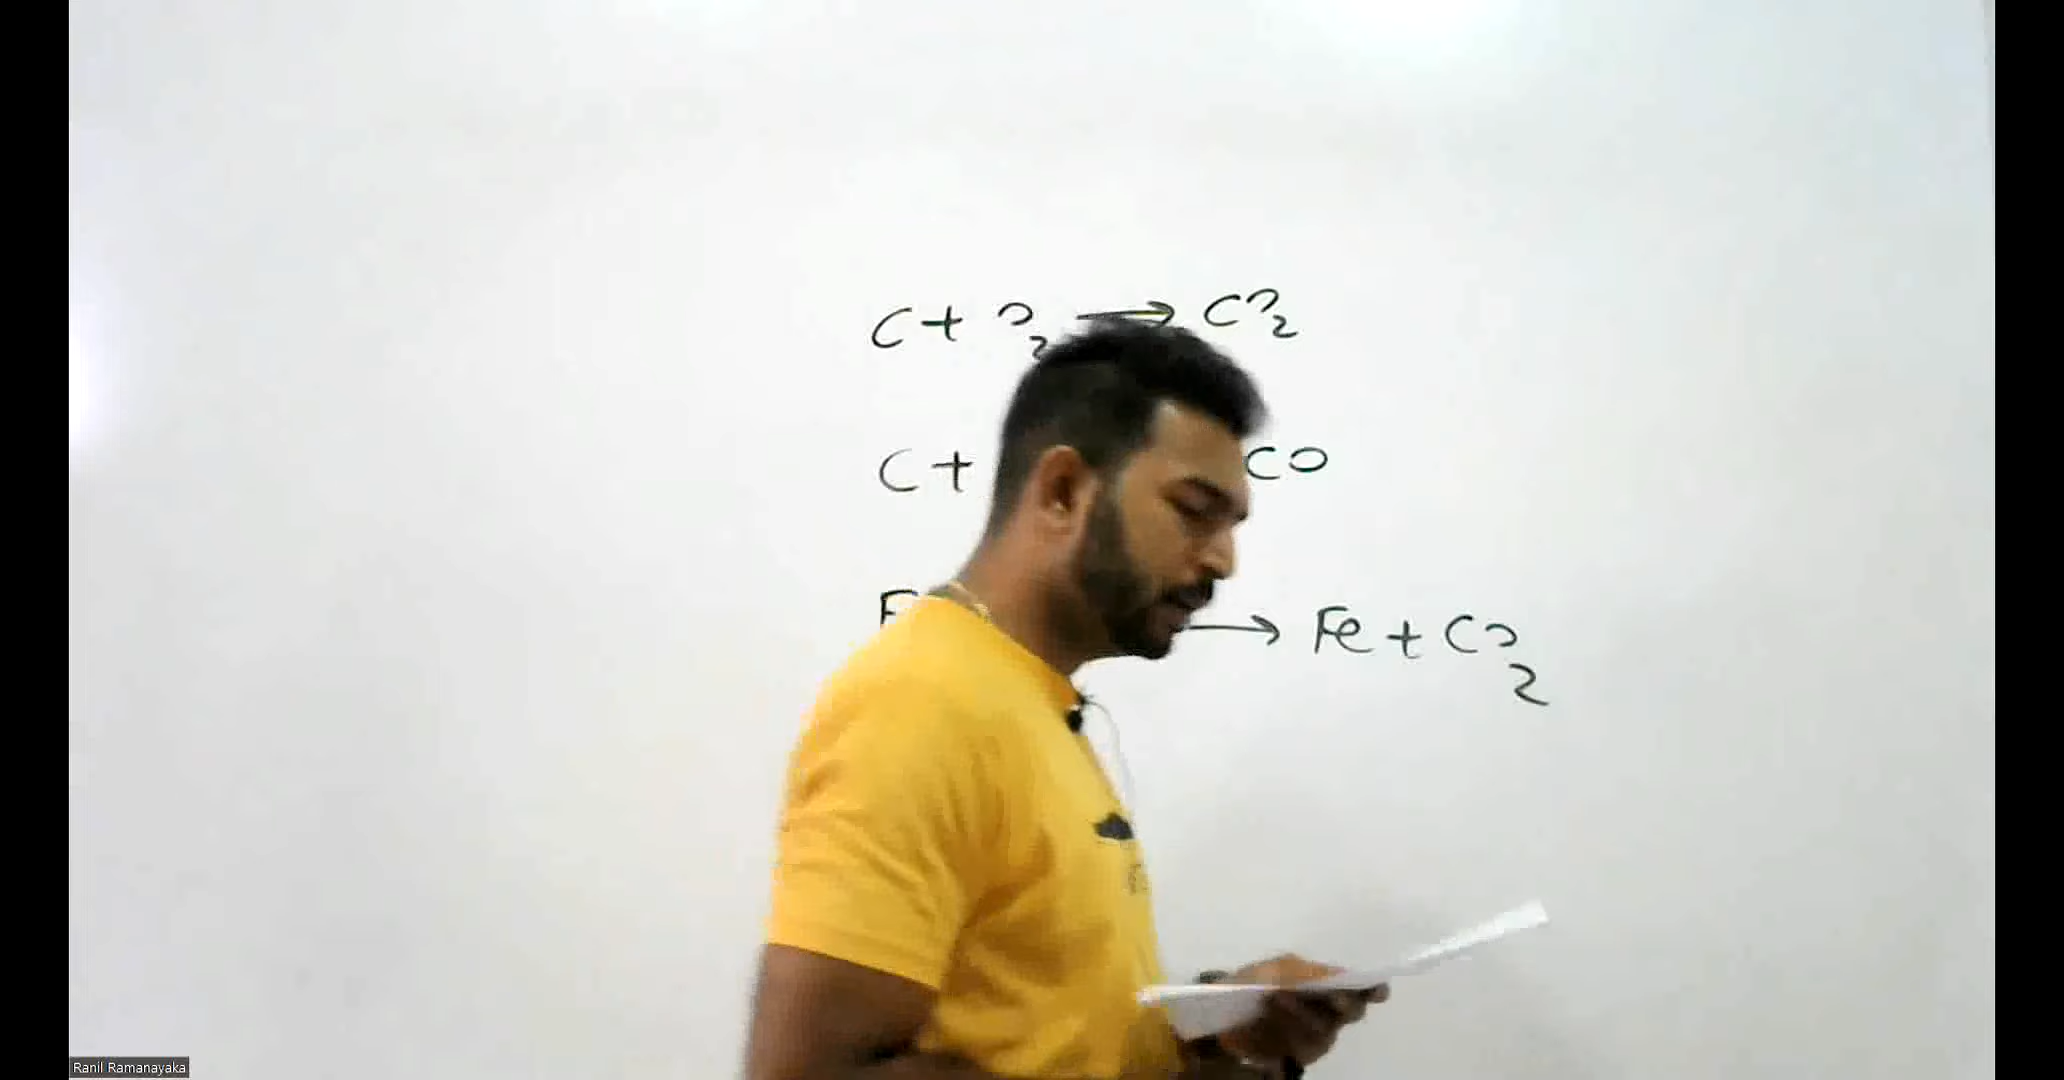 C + O₂ → CO₂
C + CO
→ Fe + CO₂
Ranil Ramanayaka